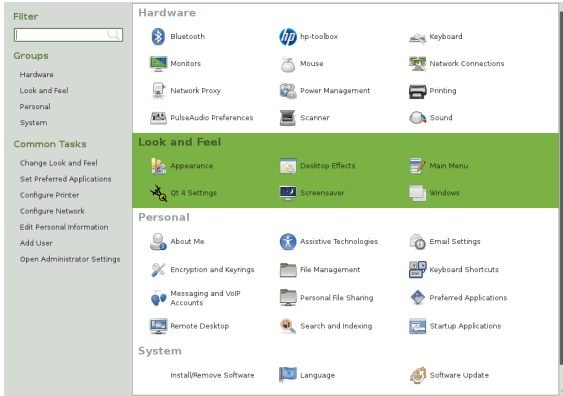 Filter
Groups
Hardware
Look and Feel
Personal
System
Common Tasks
Change Look and Feel
Set Preferred Applications
Configure Printer
Configure Network
Edit Personal Information
Add User
Open Administrator Settings
Hardware
Bluetooth
hp hp-toolbox
Keyboard
Monitors
Mouse
Network Connections
Network Proxy
Power Management
Printing
PulseAudio Preferences
Scanner
Sound
Look and Feel
Appearance
Desktop Effects
Main Menu
Qt 4 Settings
Screensaver
Windows
Personal
About Me
Assistive Technologies
Email Settings
Encryption and Keyrings
File Management
Keyboard Shortcuts
Messaging and VoIP
Accounts
Personal File Sharing
Preferred Applications
Remote Desktop
Search and Indexing
Startup Applications
System
Install/Remove Software
Language
Software Update